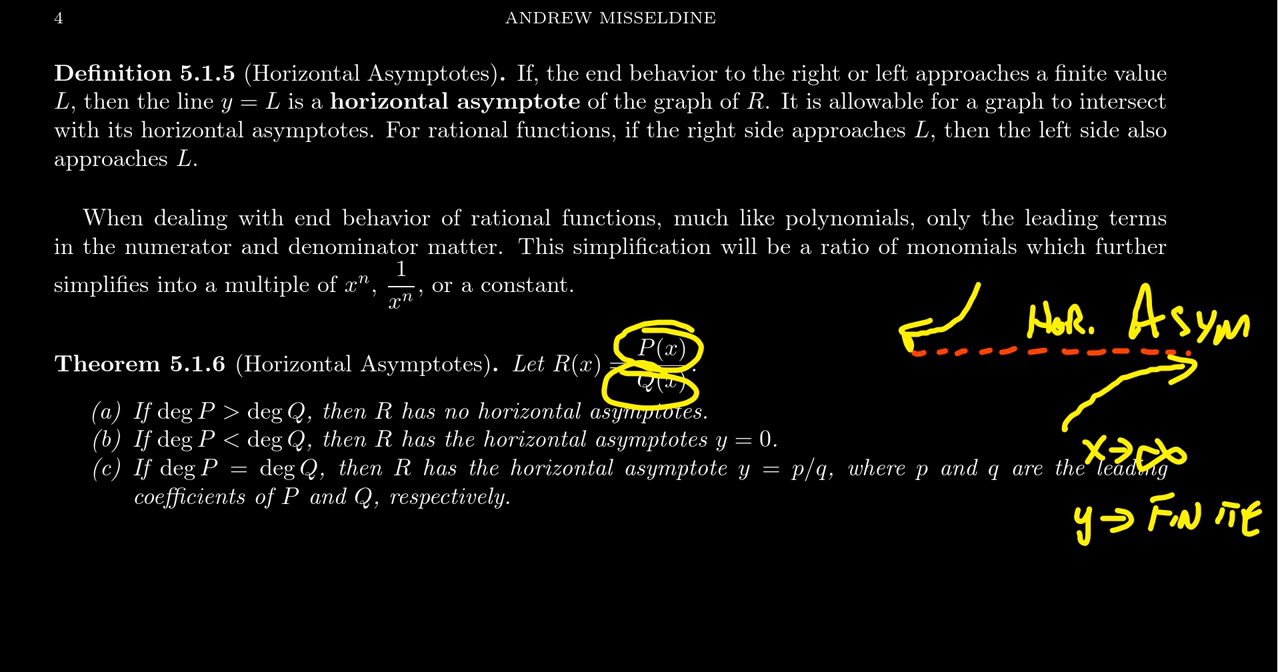 4 ANDREW MISSELDINE
Definition 5.1.5 (Horizontal Asymptotes). If, the end behavior to the right or left approaches a finite value
L, then the line y = L is a horizontal asymptote of the graph of R. It is allowable for a graph to intersect
with its horizontal asymptotes. For rational functions, if the right side approaches L, then the left side also
approaches L.
When dealing with end behavior of rational functions, much like polynomials, only the leading terms
in the numerator and denominator matter. This simplification will be a ratio of monomials which further
simplifies into a multiple of xⁿ, 1/xⁿ, or a constant.
HOR. ASYM
Theorem 5.1.6 (Horizontal Asymptotes). Let R(x) = P(x)/Q(x).
(a) If deg P > deg Q, then R has no horizontal asymptotes.
(b) If deg P < deg Q, then R has the horizontal asymptotes y = 0.
x→∞
(c) If deg P = deg Q, then R has the horizontal asymptote y = p/q, where p and q are the leading
coefficients of P and Q, respectively.
y→ FINITE